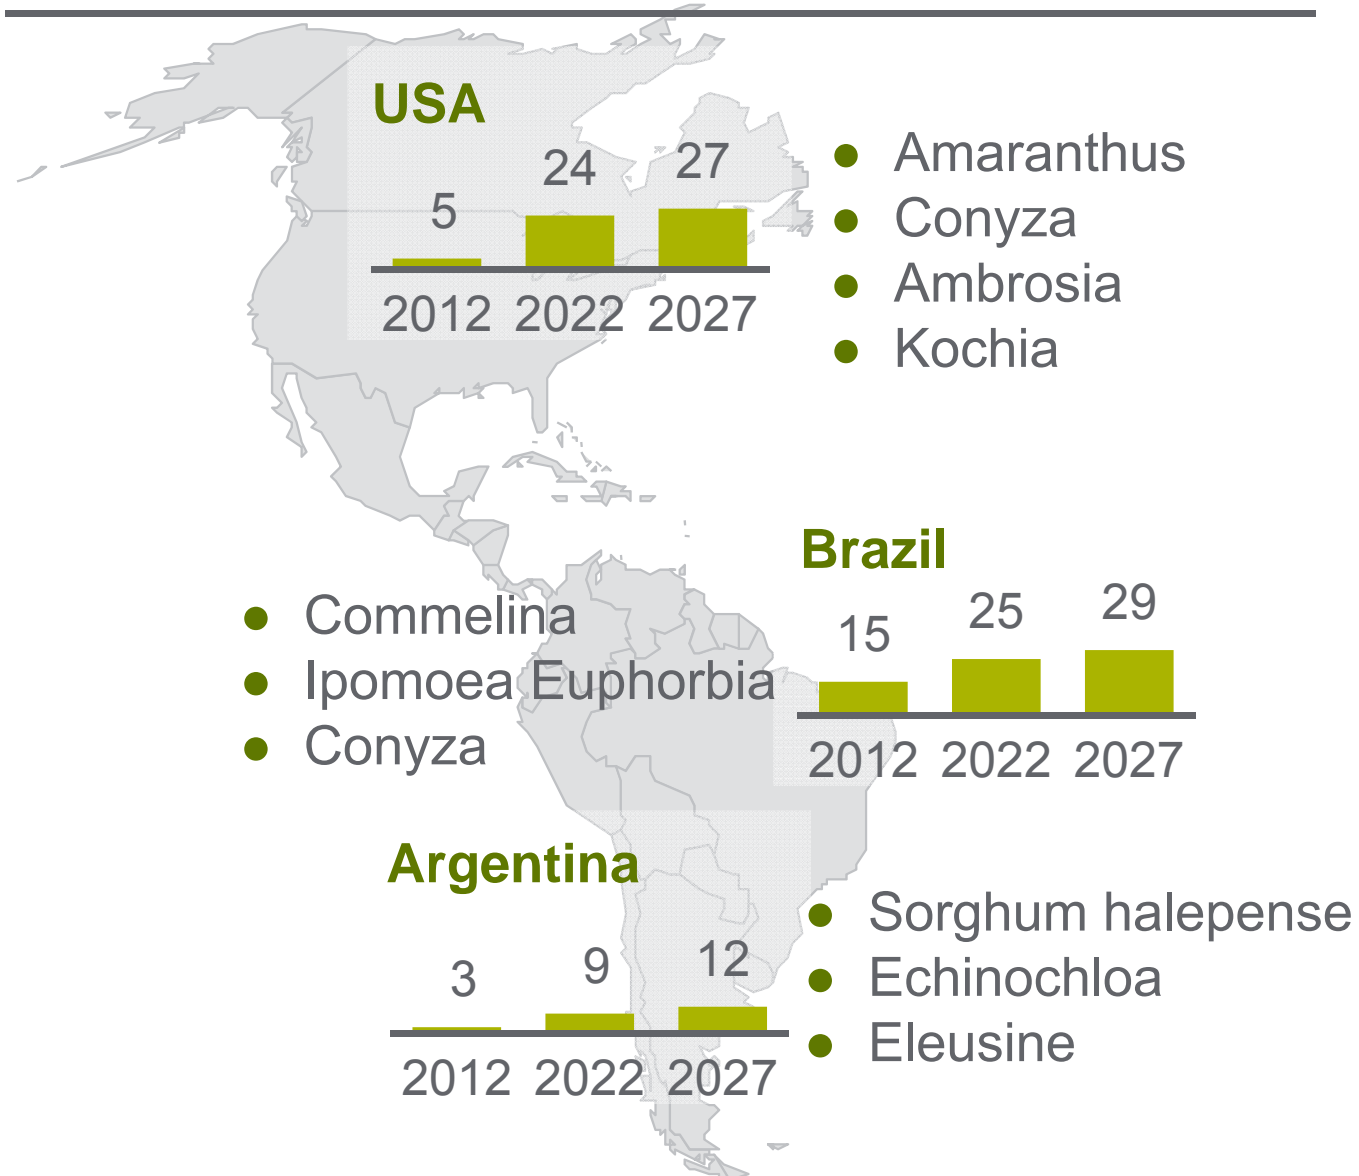 USA
5 24 27
2012 2022 2027
● Amaranthus
● Conyza
● Ambrosia
● Kochia
Brazil
15 25 29
2012 2022 2027
● Commelina
● Ipomoea Euphorbia
● Conyza
Argentina
3 9 12
2012 2022 2027
● Sorghum halepense
● Echinochloa
● Eleusine